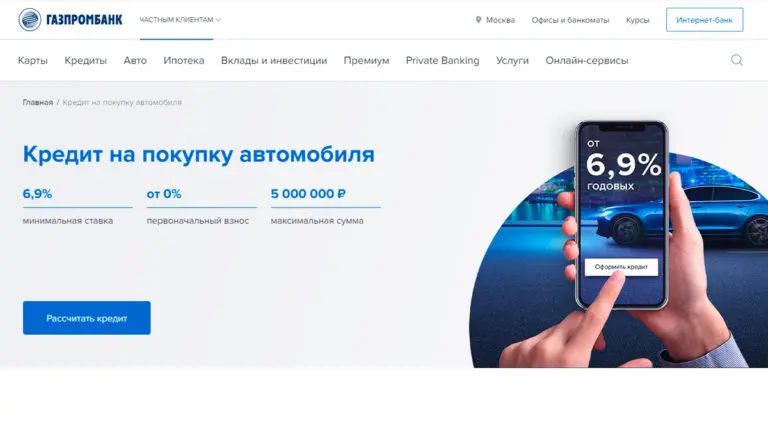 ГАЗПРОМБАНК
ЧАСТНЫМ КЛИЕНТАМ
Москва
Офисы и банкоматы
Курсы
Интернет-банк
Карты
Кредиты
Авто
Ипотека
Вклады и инвестиции
Премиум
Private Banking
Услуги
Онлайн-сервисы
Главная / Кредит на покупку автомобиля
Кредит на покупку автомобиля
6,9%
минимальная ставка
от 0%
первоначальный взнос
5 000 000 ₽
максимальная сумма
Рассчитать кредит
ОТ
6,9%
ГОДОВЫХ
Оформить кредит